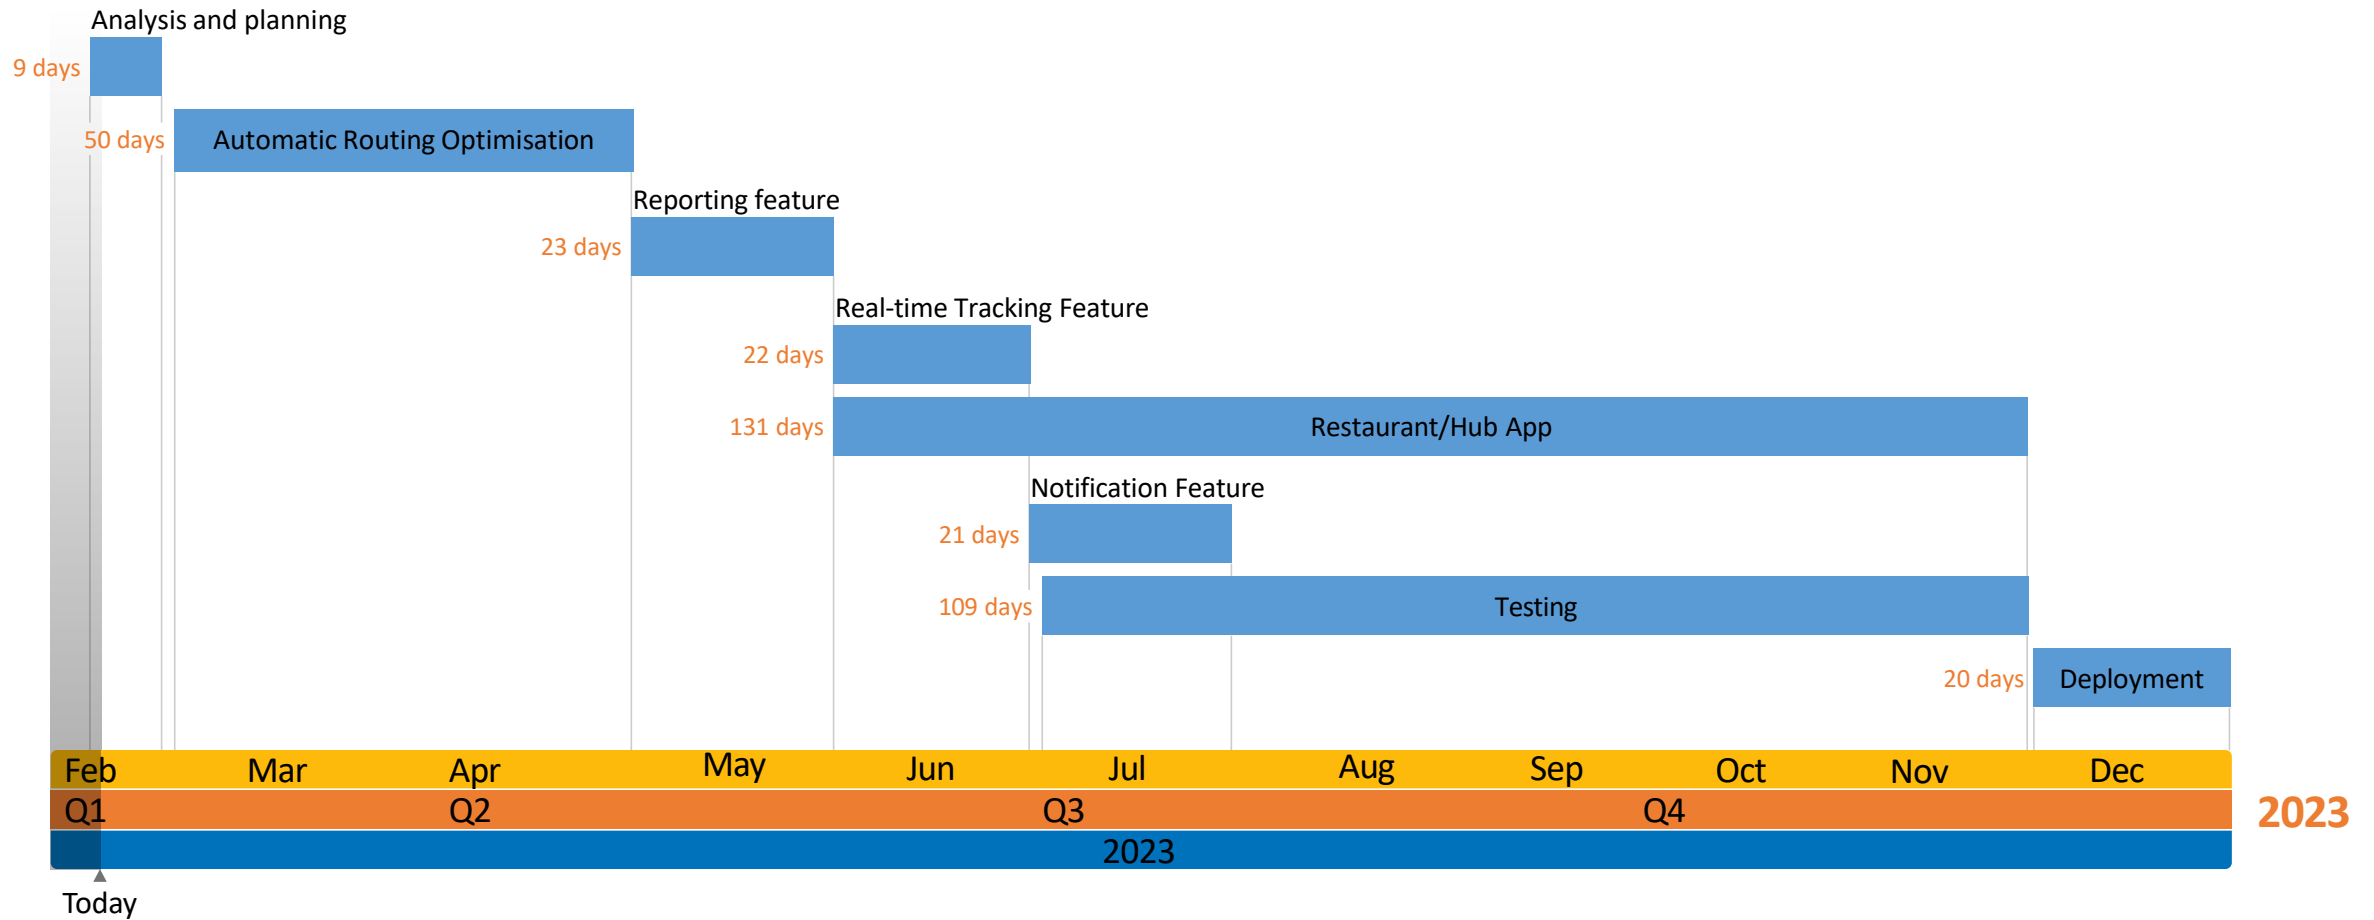 Analysis and planning
9 days
50 days
Automatic Routing Optimisation
Reporting feature
23 days
Real-time Tracking Feature
22 days
131 days
Restaurant/Hub App
Notification Feature
21 days
109 days
Testing
20 days
Deployment
Feb Mar Apr May Jun Jul Aug Sep Oct Nov Dec
Q1 Q2 Q3 Q4
2023
2023
Today